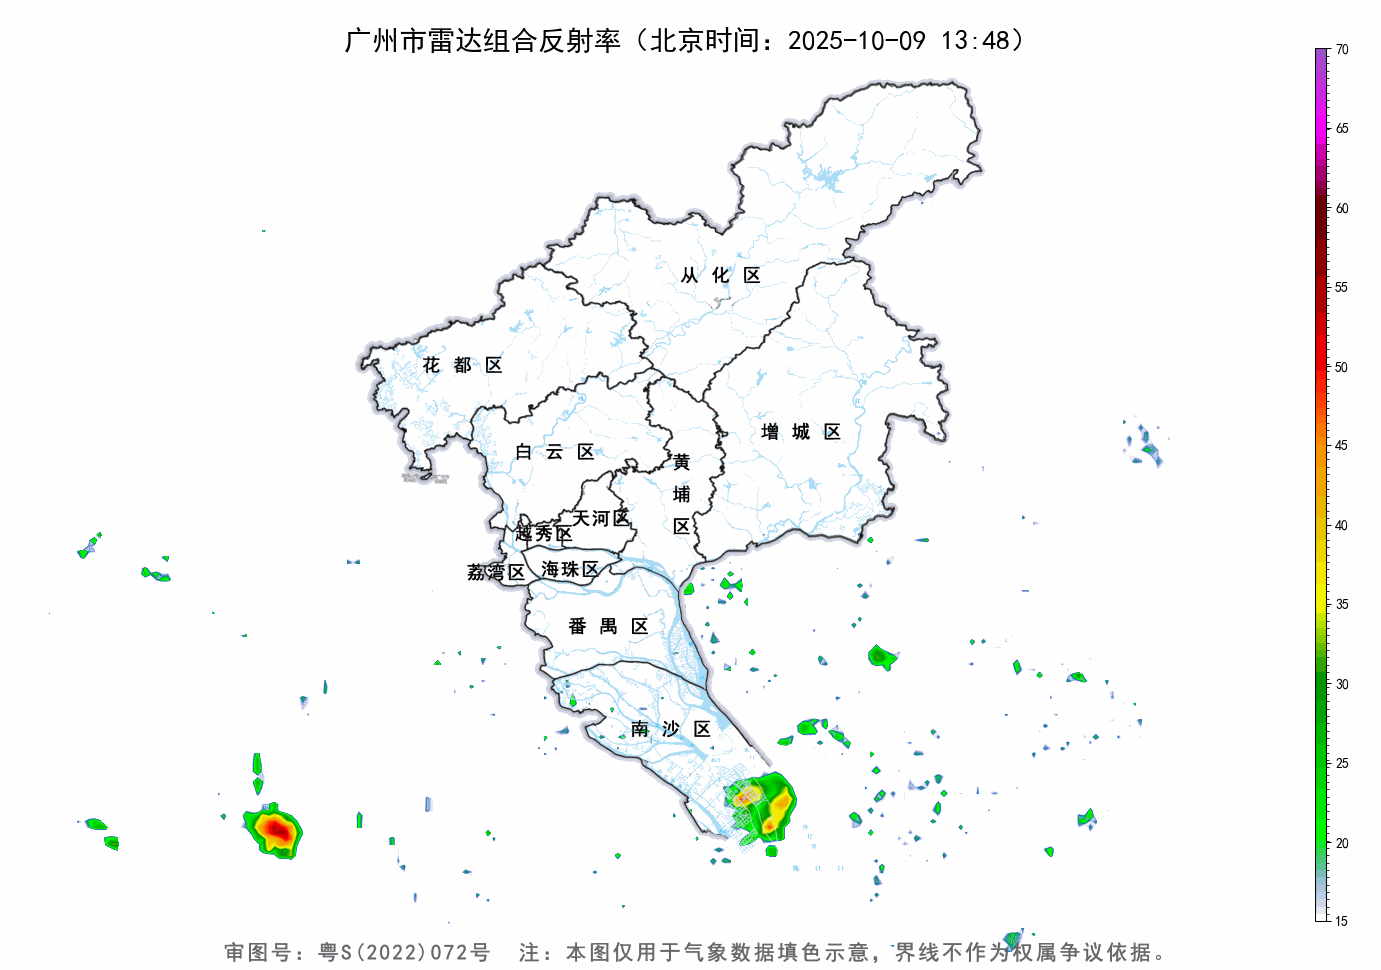 广州市雷达组合反射率（北京时间：2025-10-09 13:48）
70
65
60
55
50
45
40
35
30
25
20
15
从化区
花都区
增城区
白云区
黄埔区
天河区
越秀区
荔湾区
海珠区
番禺区
南沙区
审图号：粤S(2022)072号 注：本图仅用于气象数据填色示意，界线不作为权属争议依据。